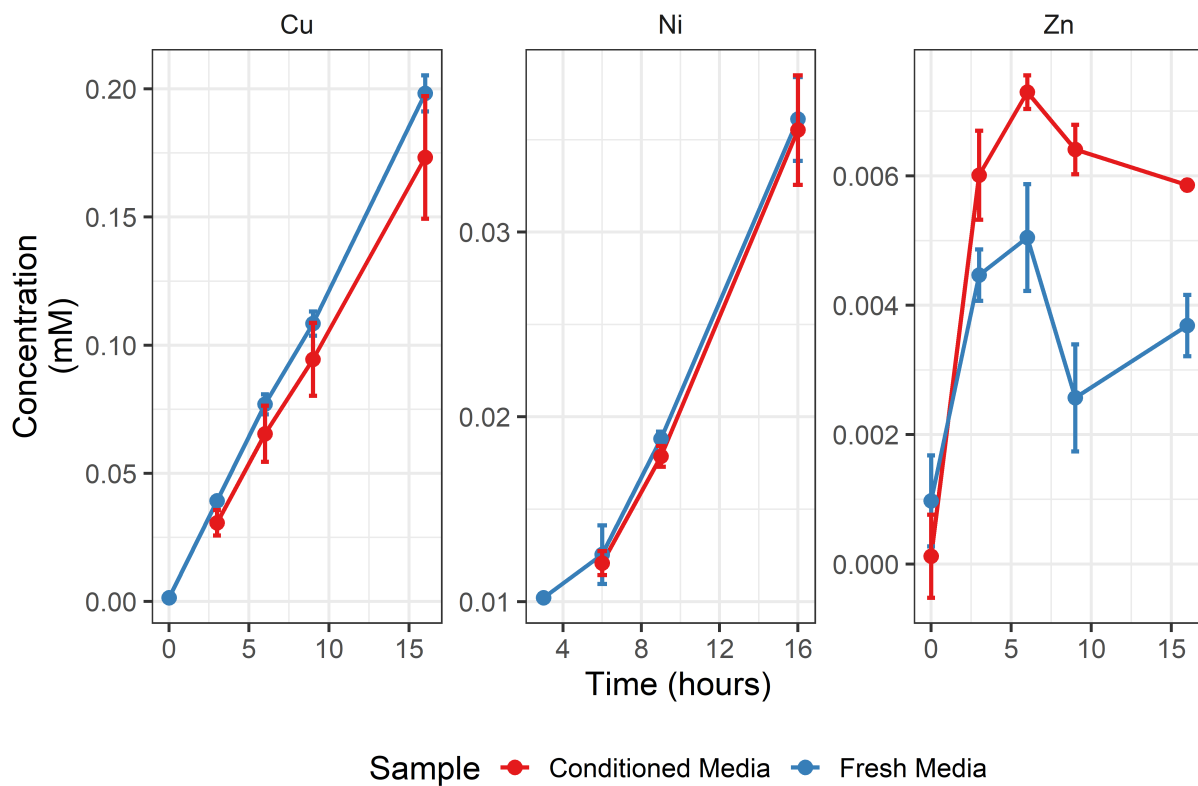 Cu Ni Zn
Concentration
(mM)
0.20
0.15
0.10
0.05
0.00
0.03
0.02
0.01
0.006
0.004
0.002
0.000
0 5 10 15
4 8 12 16
0 5 10 15
Time (hours)
Sample Conditioned Media Fresh Media